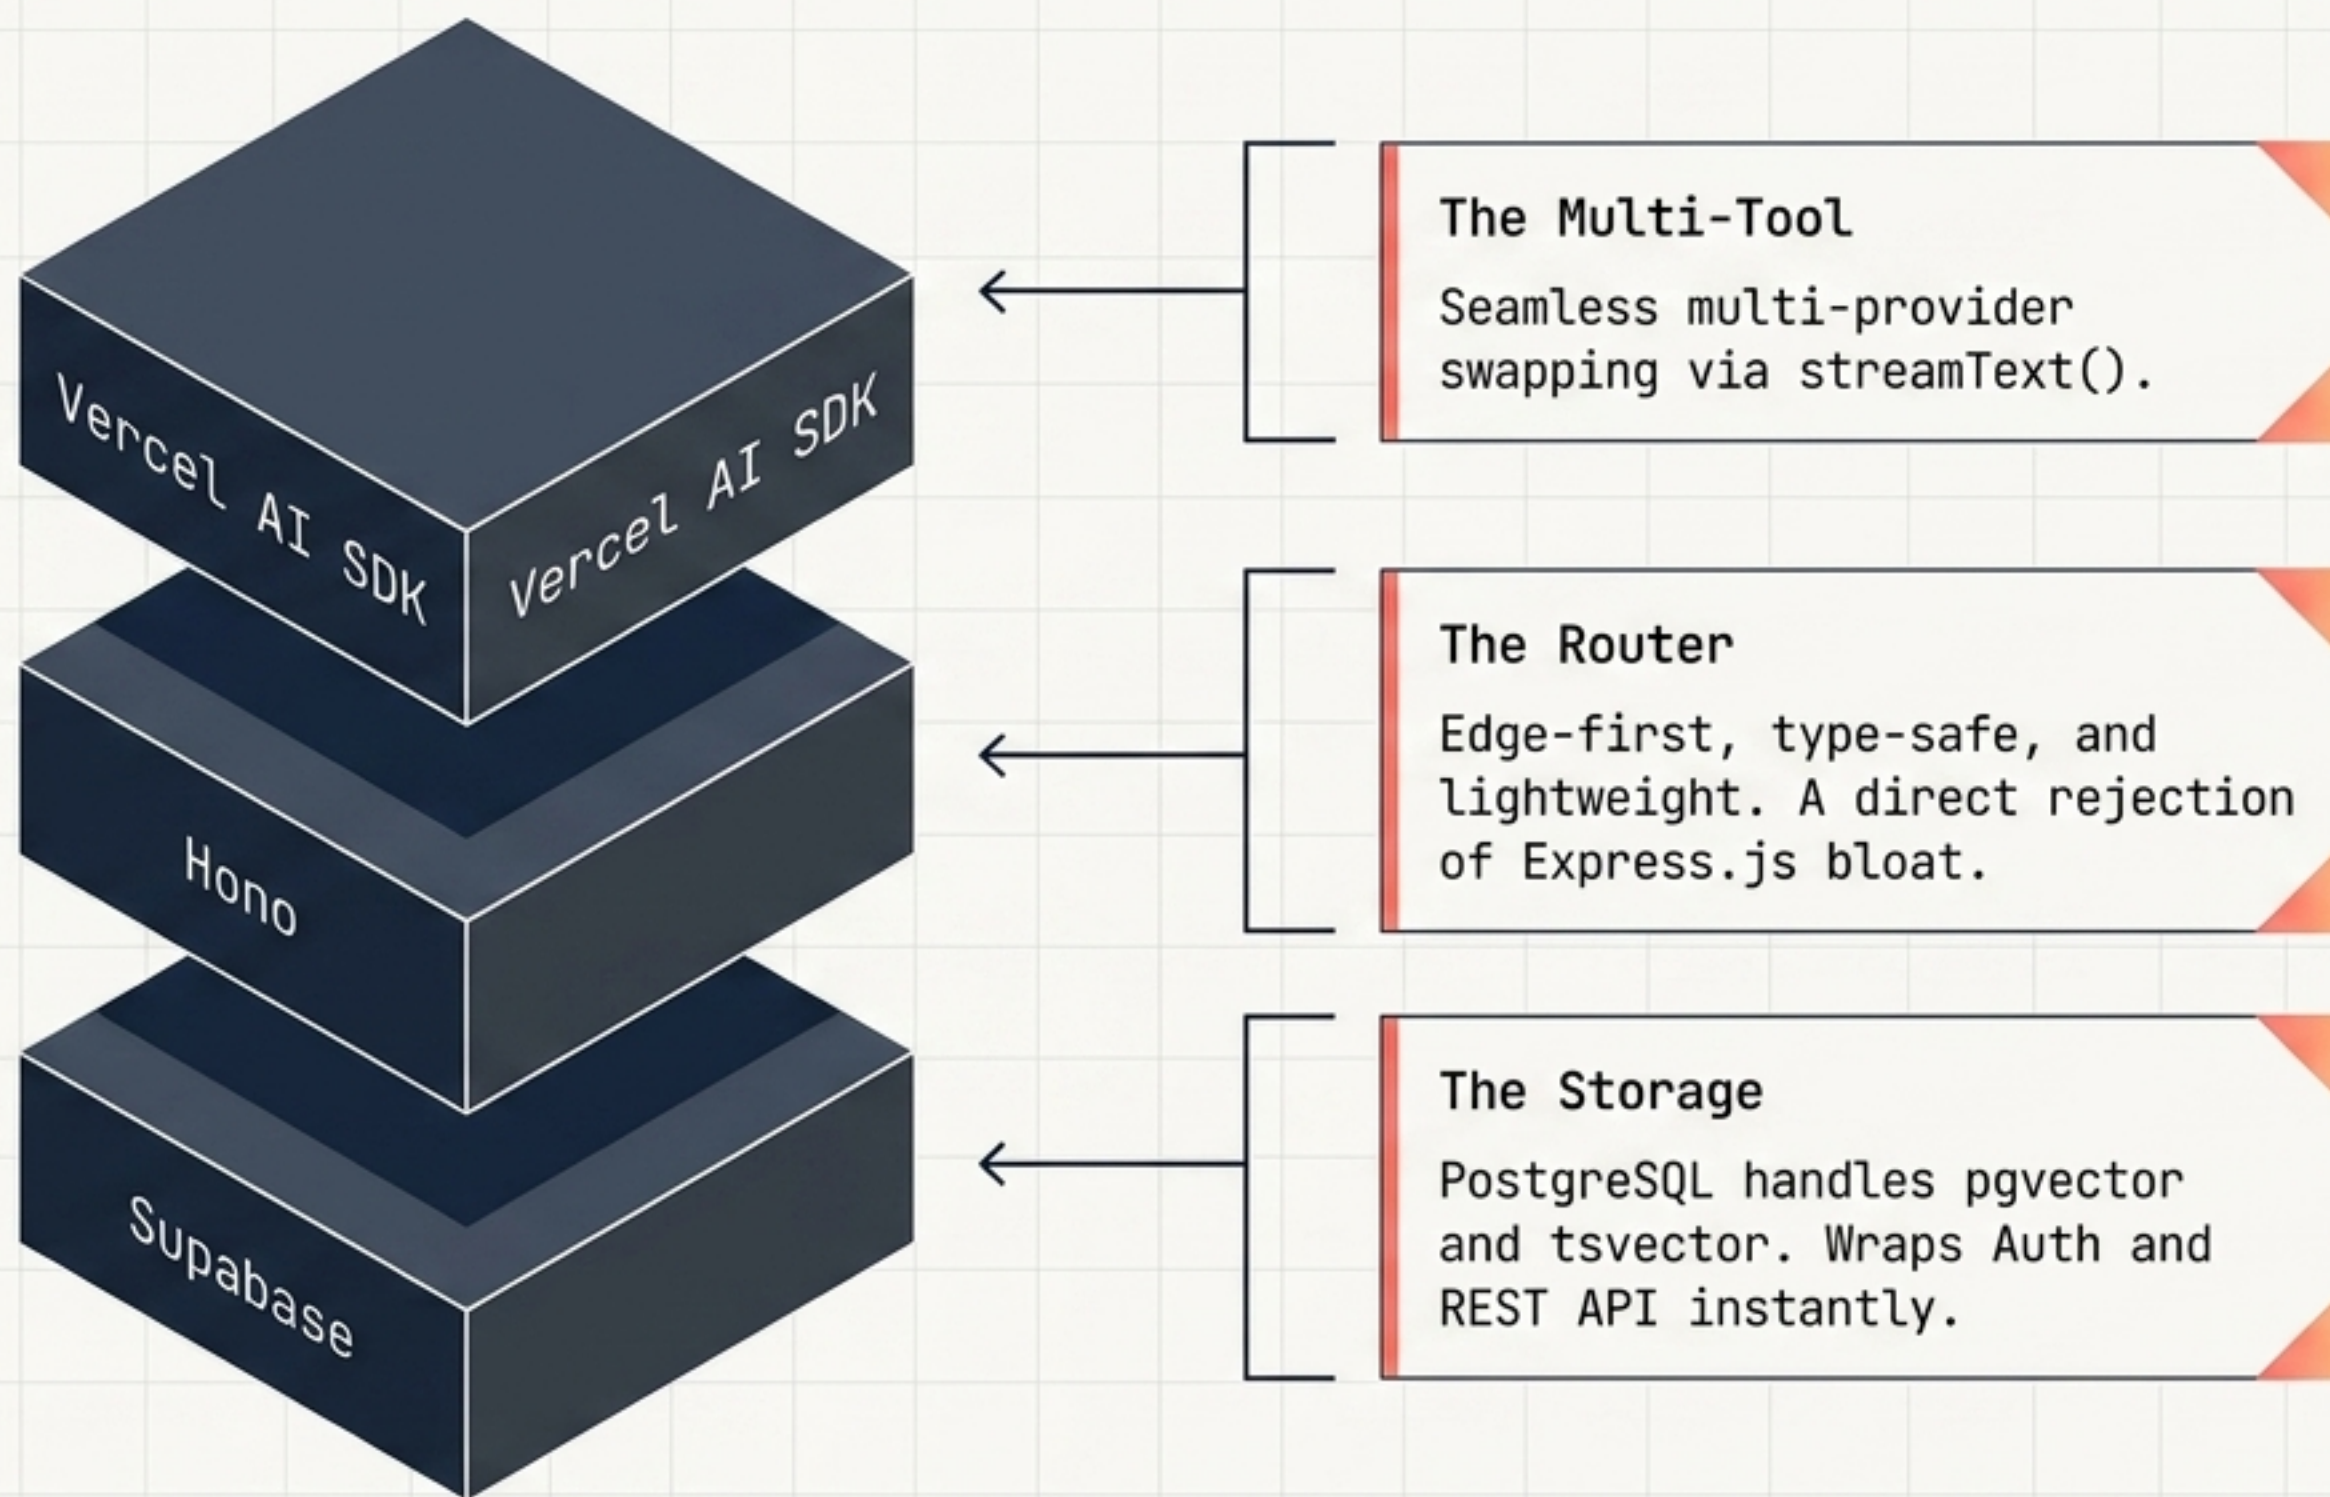 Vercel AI SDK
Vercel AI SDK
The Multi-Tool
Seamless multi-provider
swapping via streamText().
Hono
The Router
Edge-first, type-safe, and
lightweight. A direct rejection
of Express.js bloat.
Supabase
The Storage
PostgreSQL handles pgvector
and tsvector. Wraps Auth and
REST API instantly.